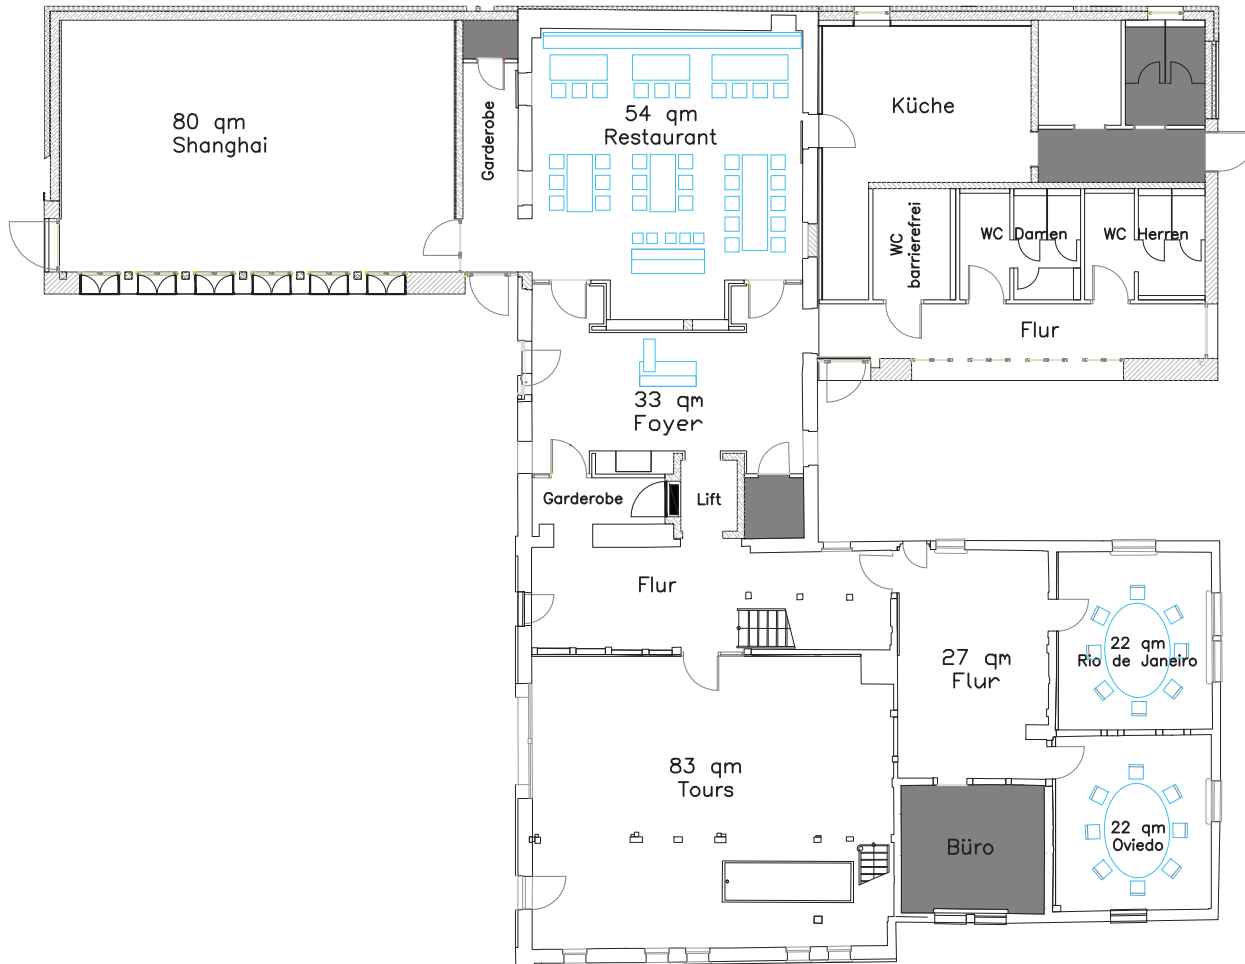 80 qm
Shanghai
Garderobe
54 qm
Restaurant
Küche
WC
barrierefrei
WC Damen
WC Herren
Flur
33 qm
Foyer
Garderobe
Lift
Flur
27 qm
Flur
22 qm
Rio de Janeiro
83 qm
Tours
Büro
22 qm
Oviedo